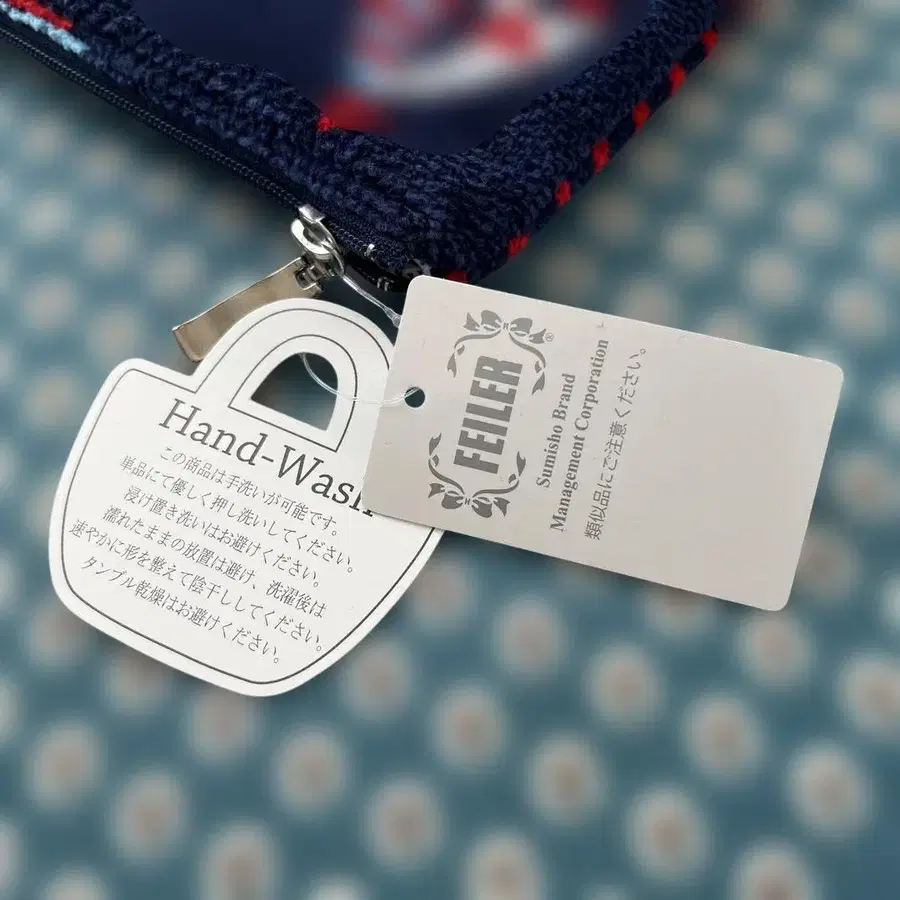 Hand-Wash
この商品は手洗いが可能です。
単品にて優しく押し洗いしてください。
浸け置き洗いはお避けください。
濡れたままの放置は避け、洗濯後は
速やかに形を整えて陰干ししてください。
タンブル乾燥はお避けください。
FEILER
®
Sumisho Brand
Management Corporation
類似品にご注意ください。